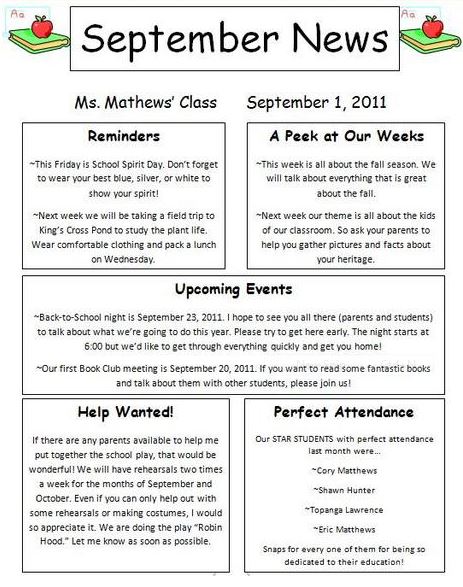 Aa
Aa
September News
Ms. Mathews' Class September 1, 2011
Reminders
~This Friday is School Spirit Day. Don't forget
to wear your best blue, silver, or white to
show your spirit!
~Next week we will be taking a field trip to
King's Cross Pond to study the plant life.
Wear comfortable clothing and pack a lunch
on Wednesday.
A Peek at Our Weeks
~This week is all about the fall season. We
will talk about everything that is great
about the fall.
~Next week our theme is all about the kids
of our classroom. So ask your parents to
help you gather pictures and facts about
your heritage.
Upcoming Events
~Back-to-School night is September 23, 2011. I hope to see you all there (parents and students)
to talk about what we're going to do this year. Please try to get here early. The night starts at
6:00 but we'd like to get through everything quickly and get you home!
~Our first Book Club meeting is September 20, 2011. If you want to read some fantastic books
and talk about them with other students, please join us!
Help Wanted!
If there are any parents available to help me
put together the school play, that would be
wonderful! We will have rehearsals two times
a week for the months of September and
October. Even if you can only help out with
some rehearsals or making costumes, I would
so appreciate it. We are doing the play "Robin
Hood." Let me know as soon as possible.
Perfect Attendance
Our STAR STUDENTS with perfect attendance
last month were...
~Cory Matthews
~Shawn Hunter
~Topanga Lawrence
~Eric Matthews
Snaps for every one of them for being so
dedicated to their education!